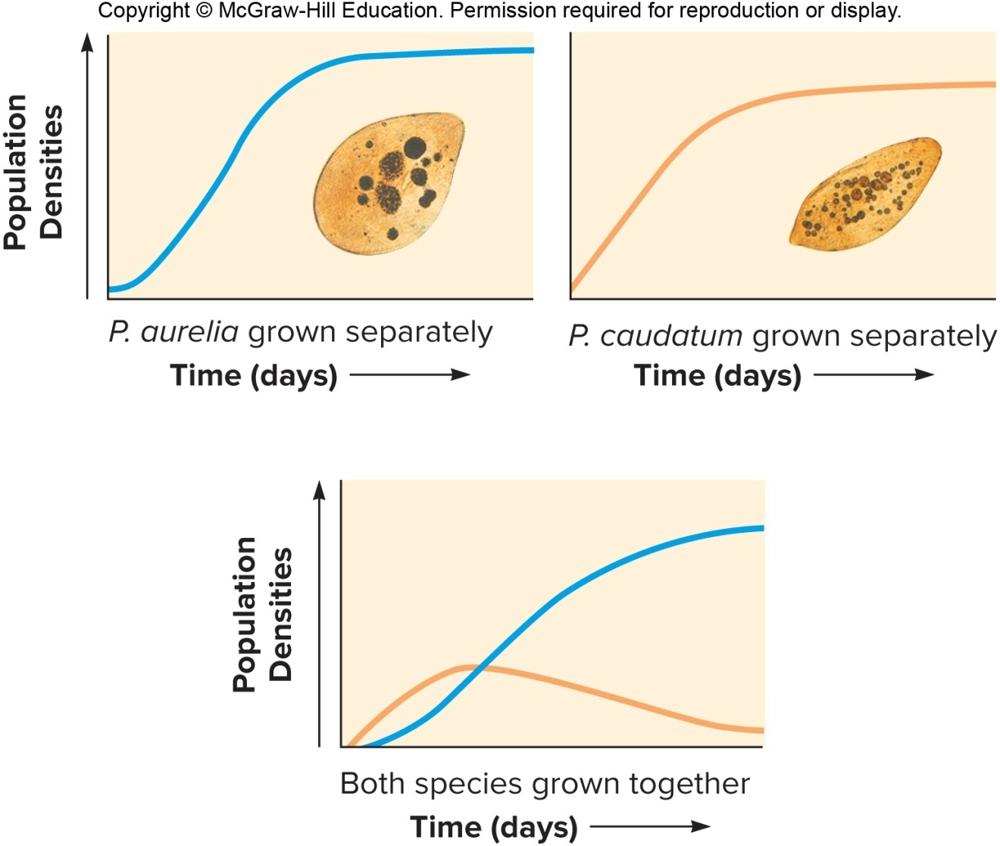 Copyright © McGraw-Hill Education. Permission required for reproduction or display.
Population
Densities
P. aurelia grown separately
Time (days)
P. caudatum grown separately
Time (days)
Population
Densities
Both species grown together
Time (days)